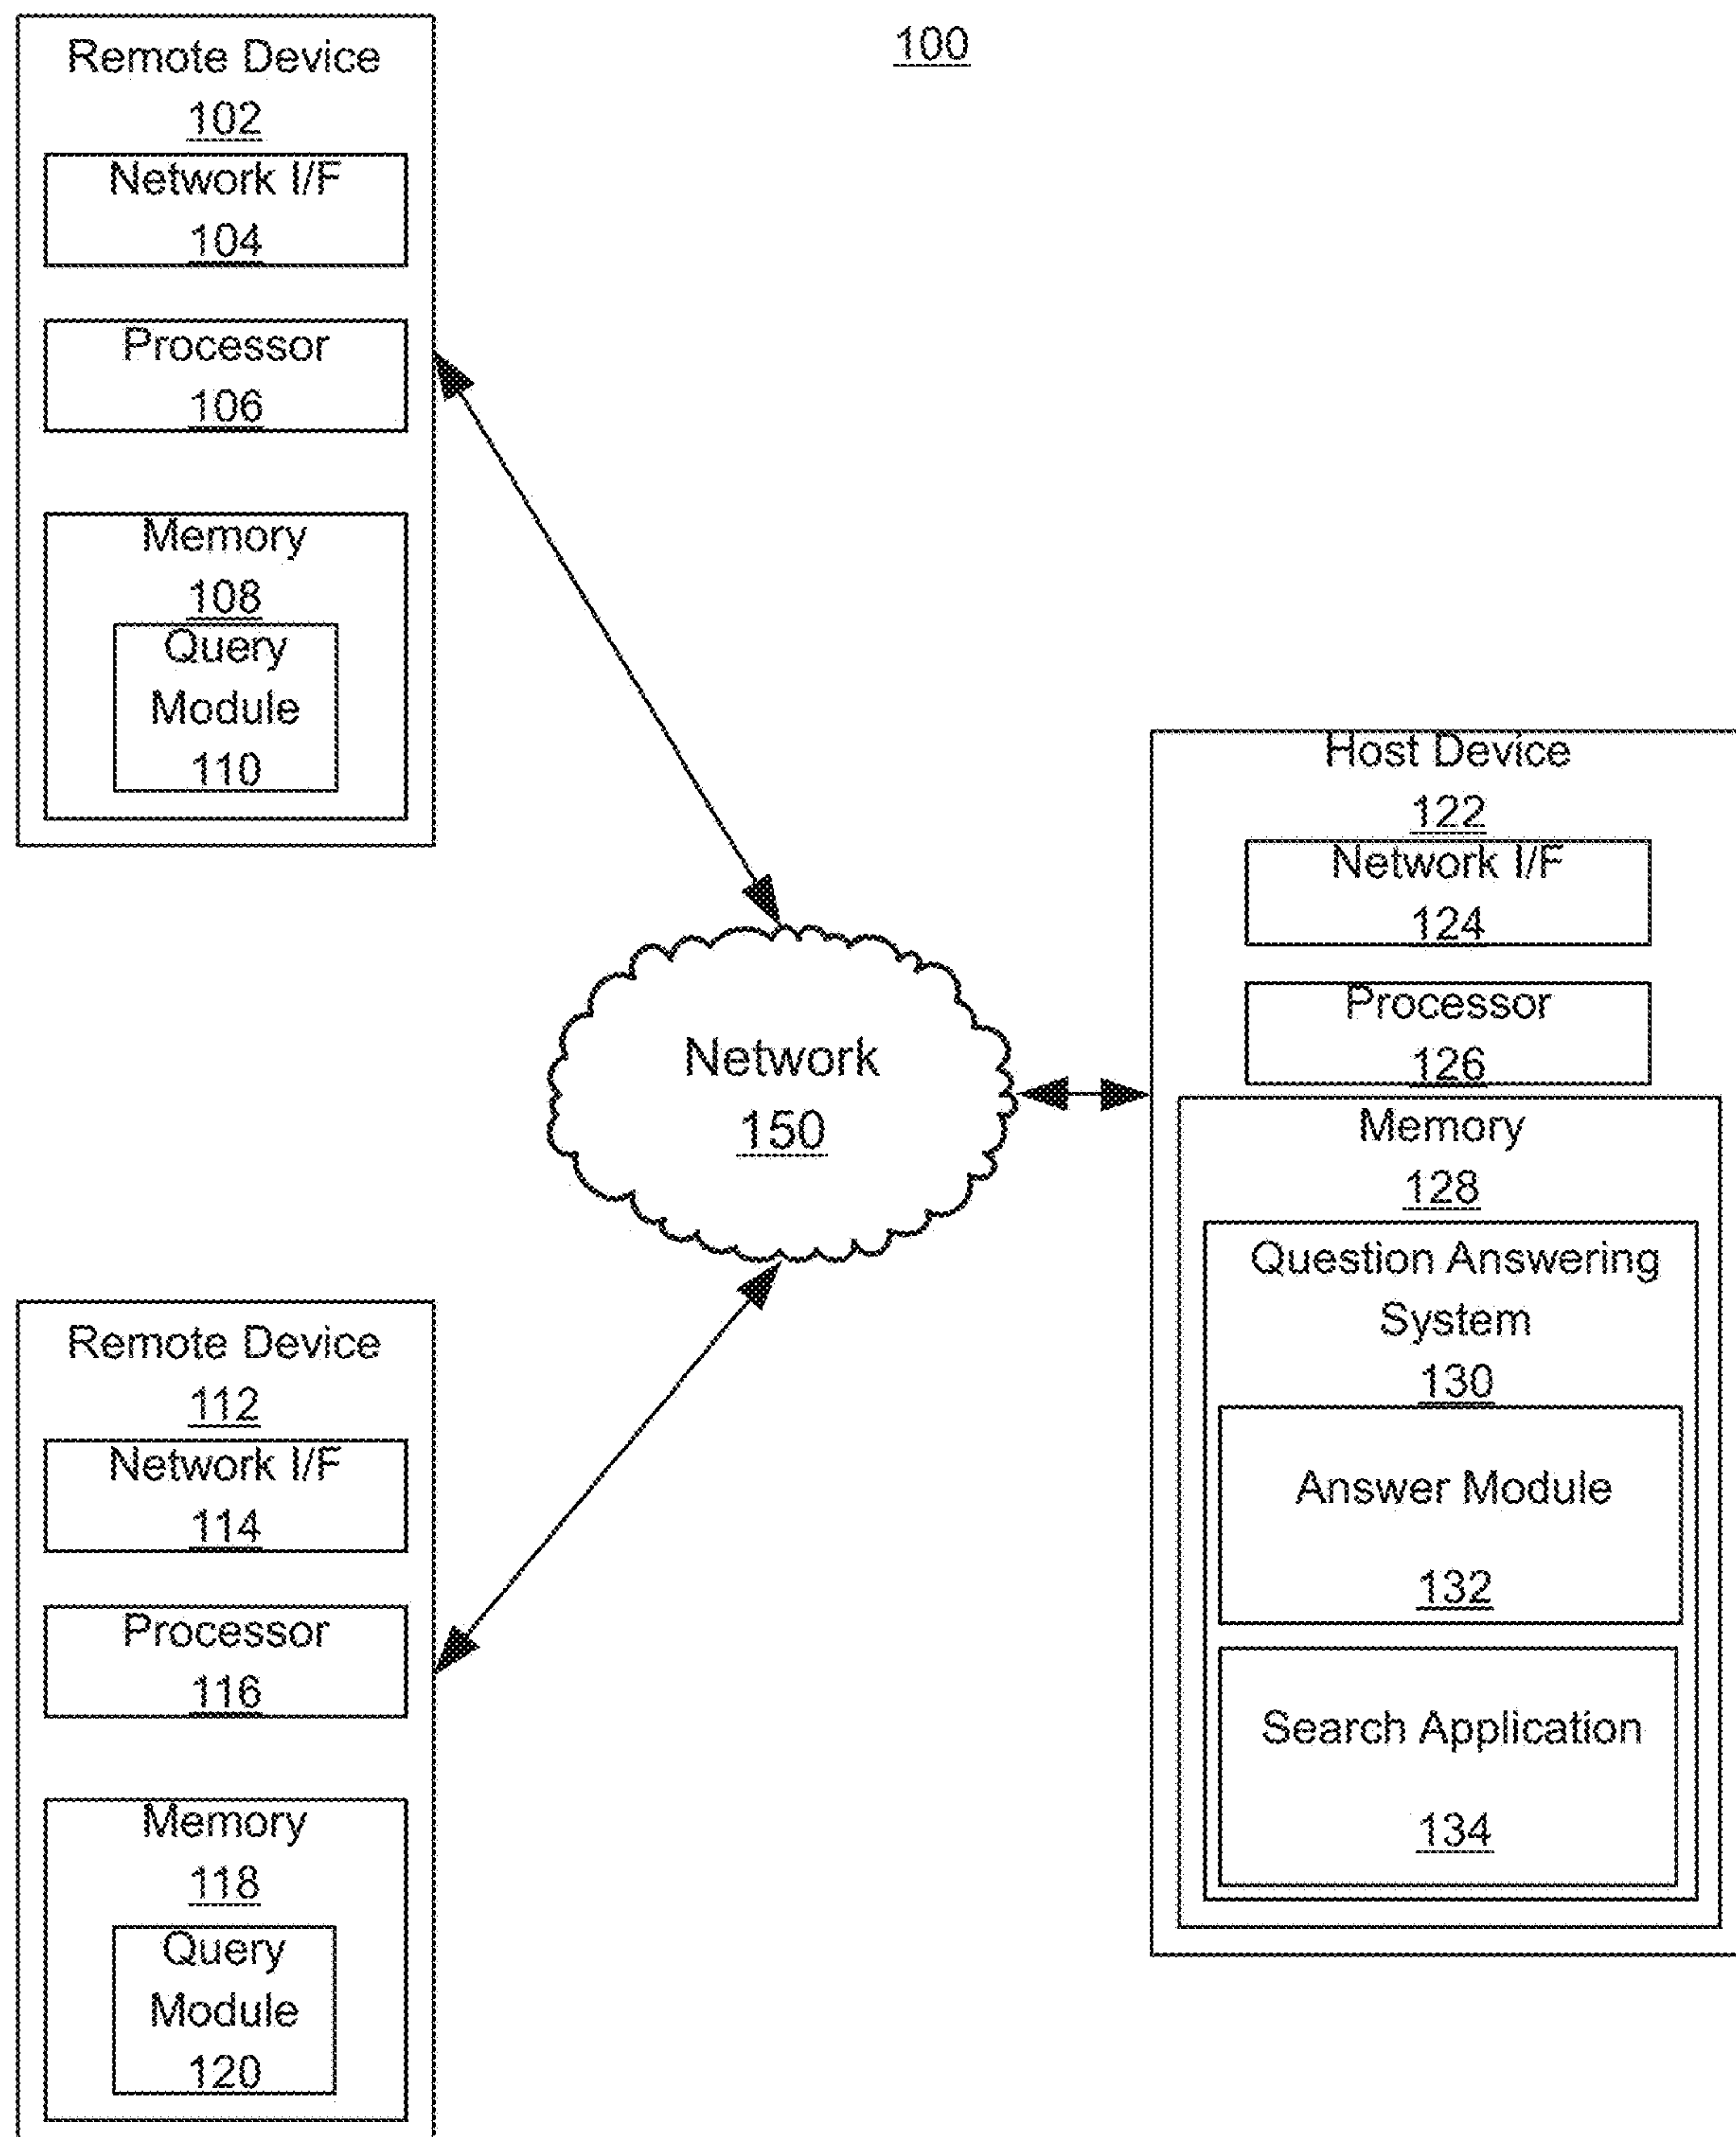 100
Remote Device
102
Network I/F
104
Processor
106
Memory
108
Query
Module
110
Network
150
Remote Device
112
Network I/F
114
Processor
116
Memory
118
Query
Module
120
Host Device
122
Network I/F
124
Processor
126
Memory
128
Question Answering
System
130
Answer Module
132
Search Application
134